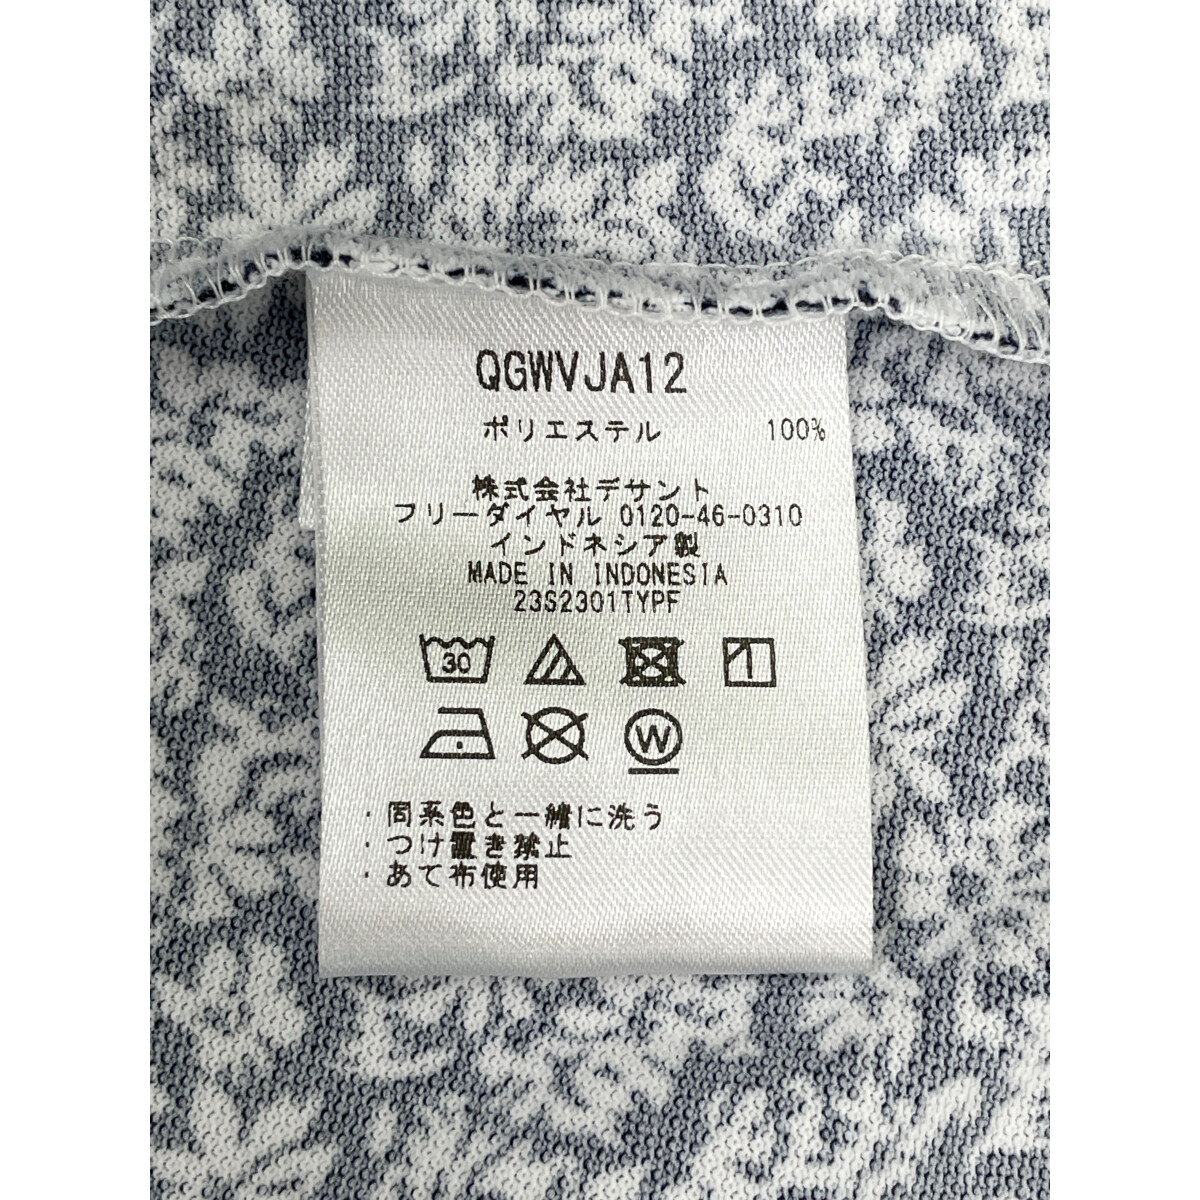 QGWVJA12
ポリエステル 100%
株式会社デサント
フリーダイヤル 0120-46-0310
インドネシア製
MADE IN INDONESIA
23S2301TYPF
30
W
・同系色と一緒に洗う
・つけ置き禁止
・あて布使用